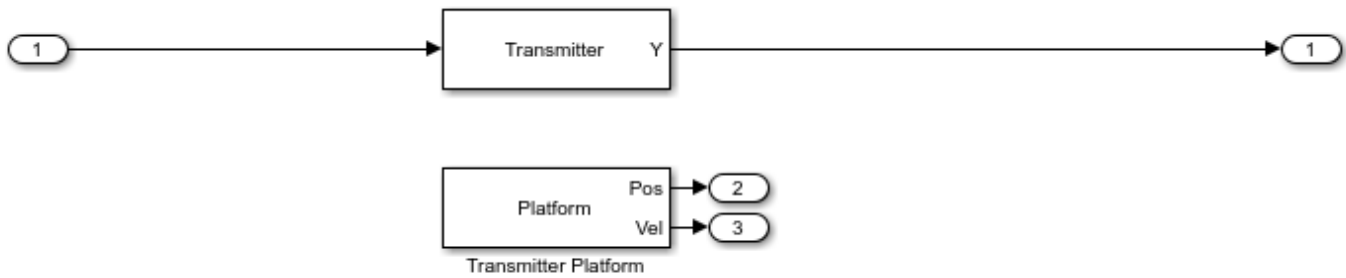 1
Transmitter
Y
1
Platform
Pos
2
Vel
3
Transmitter Platform